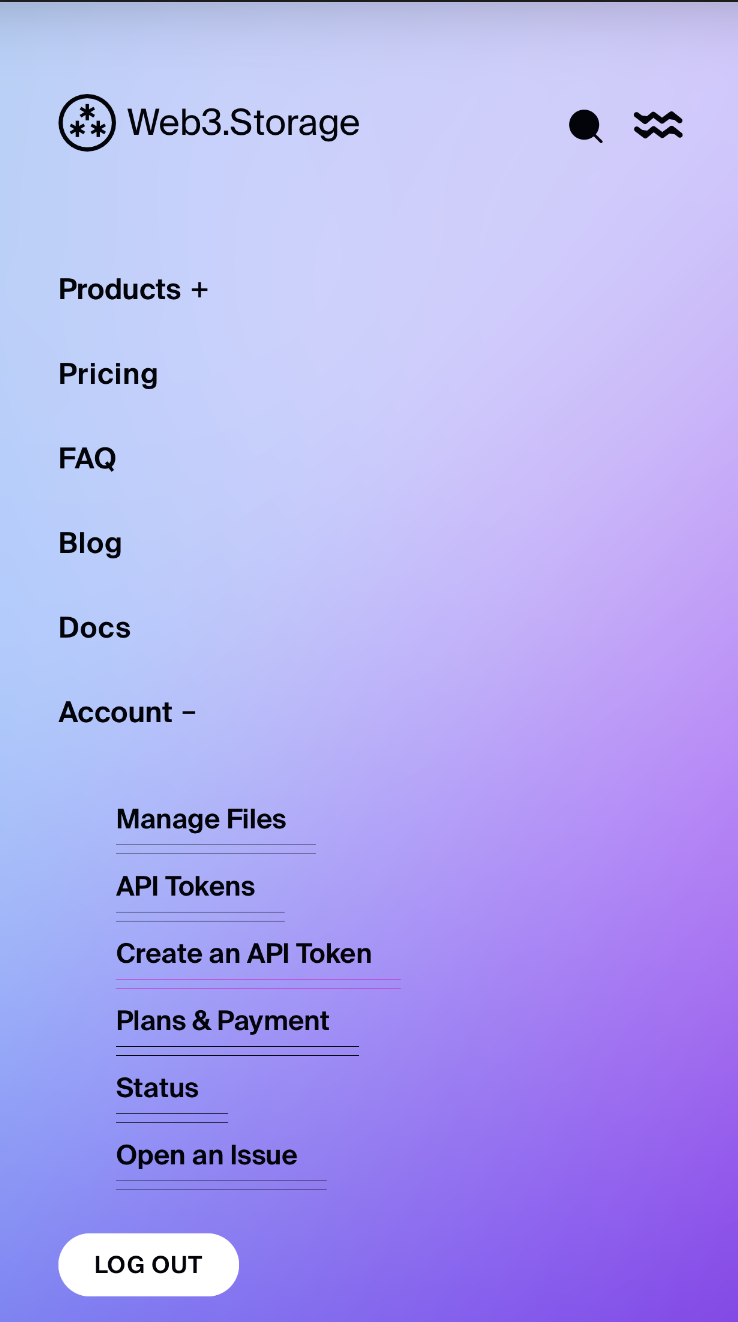 Web3.Storage
Products +
Pricing
FAQ
Blog
Docs
Account –
Manage Files
API Tokens
Create an API Token
Plans & Payment
Status
Open an Issue
LOG OUT